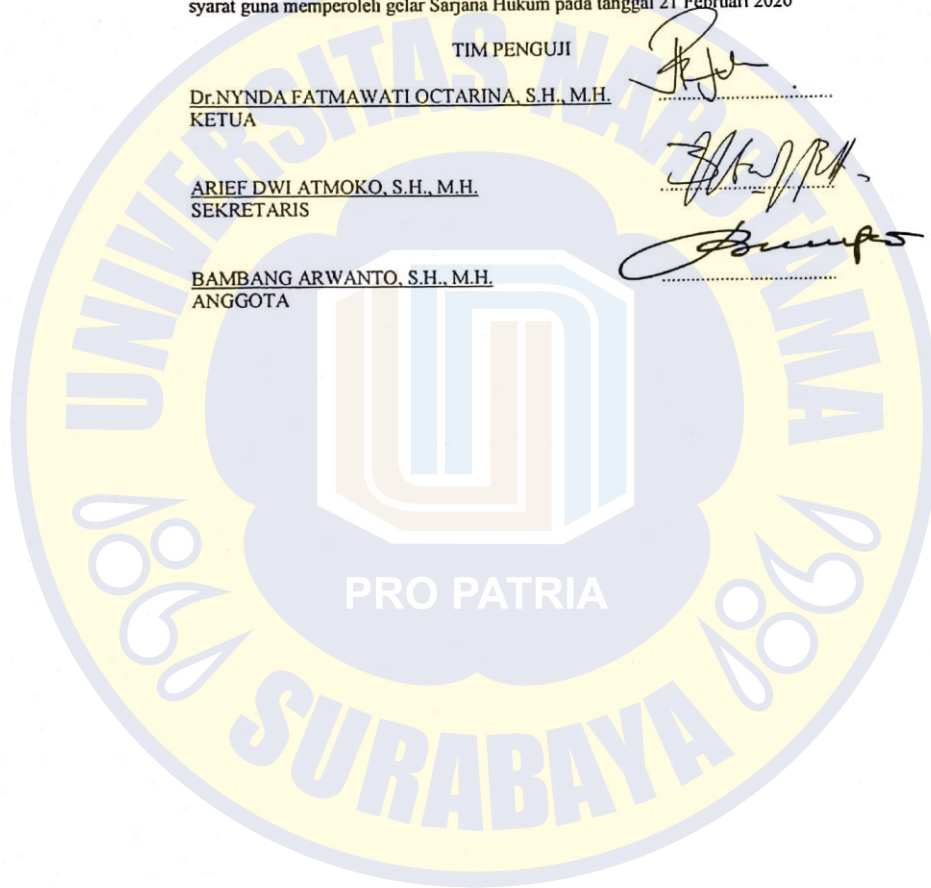 syarat guna memperoleh gelar Sarjana Hukum pada tanggal 21 Februari 2020
TIM PENGUJI
Dr.NYNDA FATMAWATI OCTARINA, S.H., M.H.
KETUA
ARIEF DWI ATMOKO, S.H., M.H.
SEKRETARIS
BAMBANG ARWANTO, S.H., M.H.
ANGGOTA
UNIVERSITAS NAROTAMA
PRO PATRIA
SURABAYA